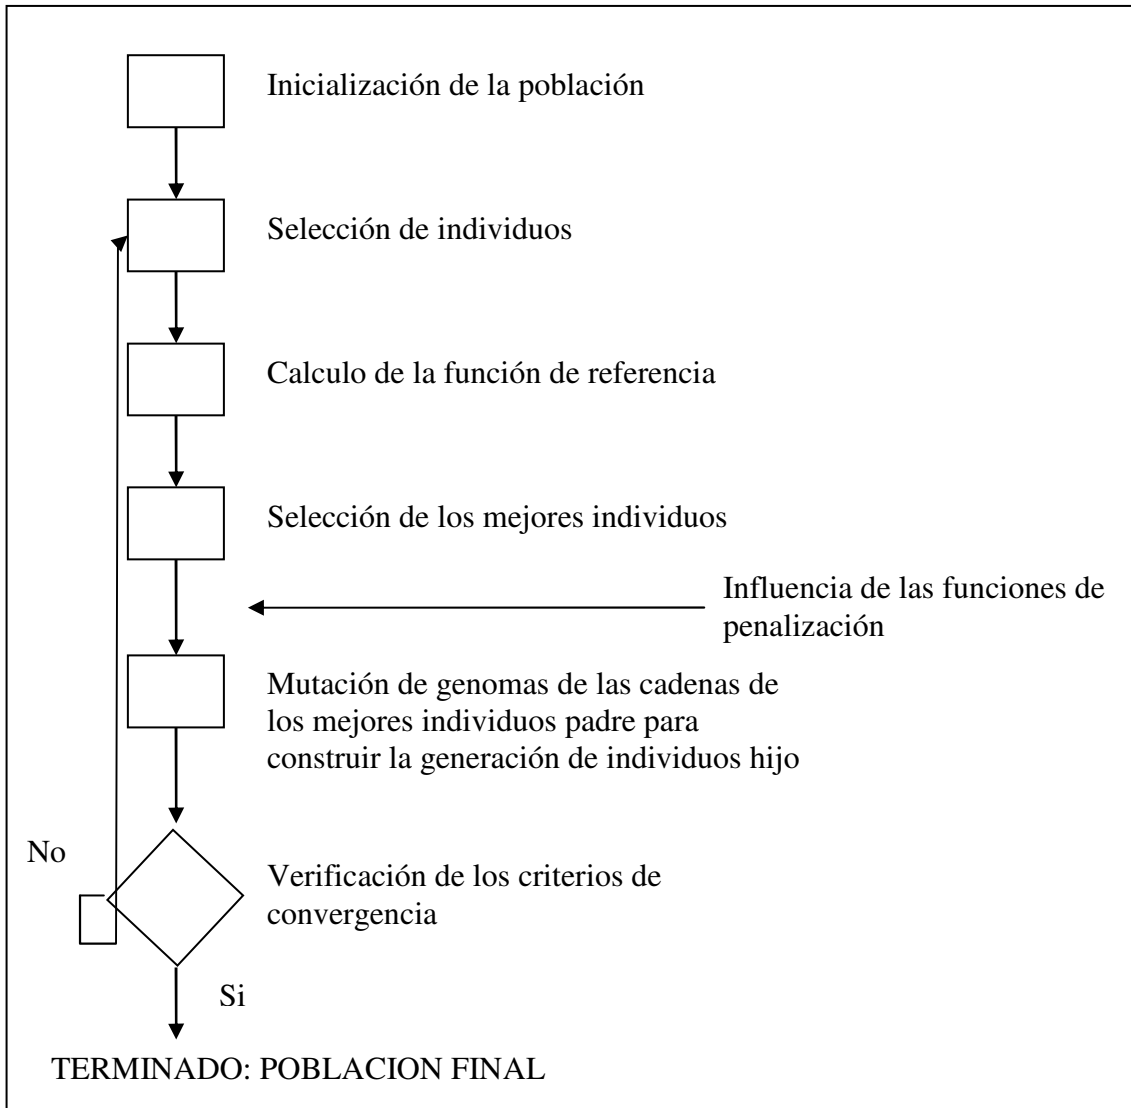 Inicialización de la población
Selección de individuos
Calculo de la función de referencia
Selección de los mejores individuos
Influencia de las funciones de
penalización
Mutación de genomas de las cadenas de
los mejores individuos padre para
construir la generación de individuos hijo
No
Verificación de los criterios de
convergencia
Si
TERMINADO: POBLACION FINAL